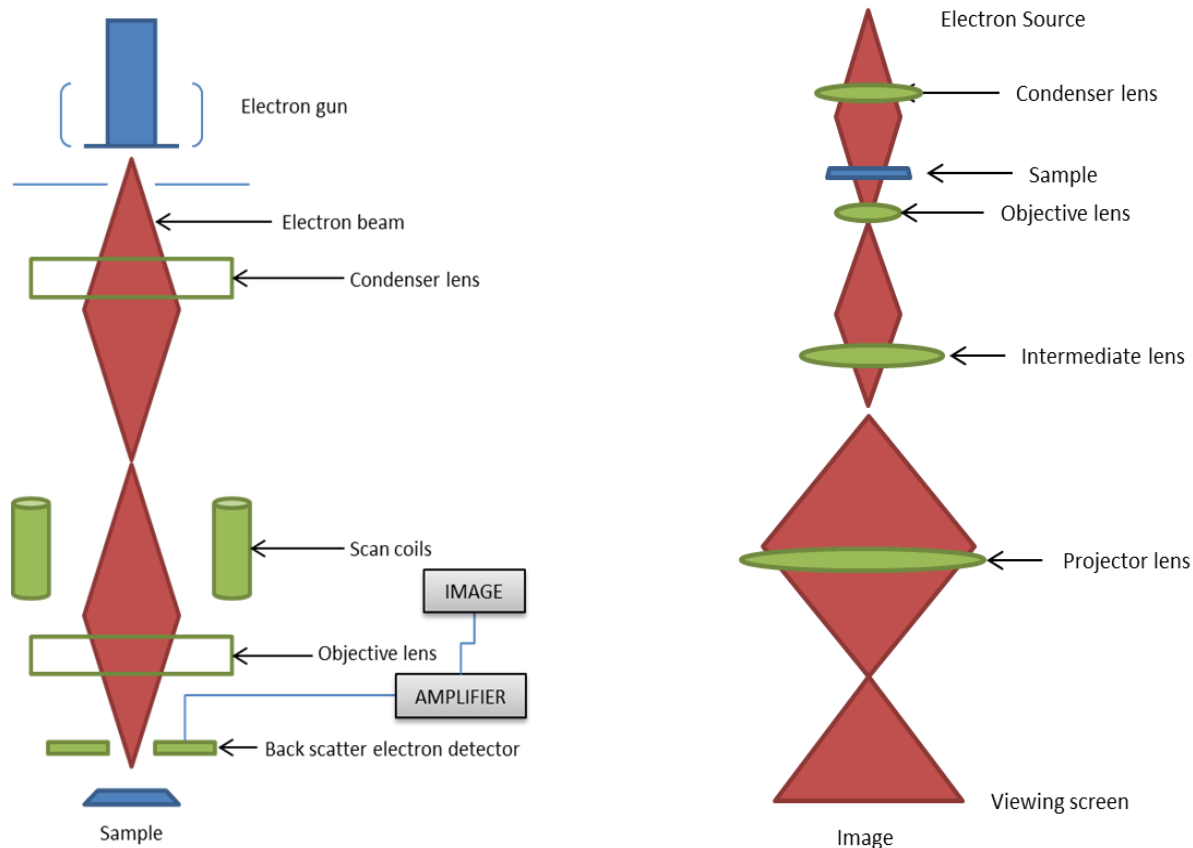 Electron gun
Electron beam
Condenser lens
Scan coils
IMAGE
Objective lens
AMPLIFIER
Back scatter electron detector
Sample
Electron Source
Condenser lens
Sample
Objective lens
Intermediate lens
Projector lens
Viewing screen
Image